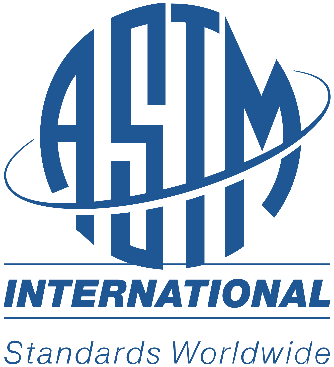 ASTM
INTERNATIONAL
Standards Worldwide